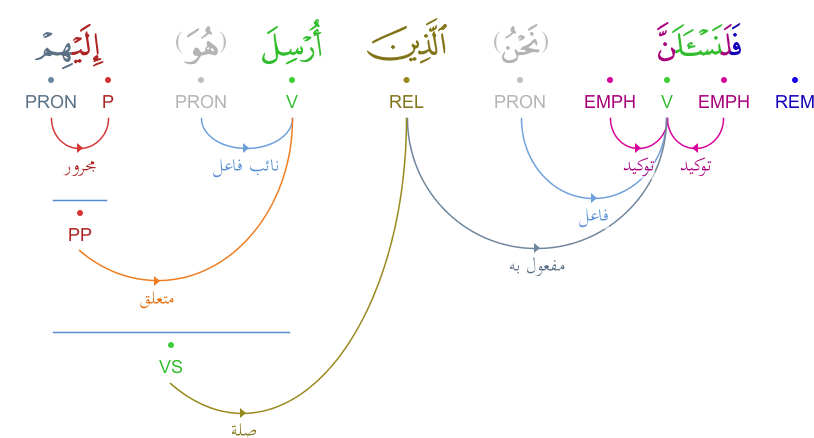 فَلَنَسْـَٔلَنَّ (نَحْنُ) ٱلَّذِينَ أُرْسِلَ (هُوَ) إِلَيْهِمْ
REM EMPH V EMPH PRON REL V PRON P PRON
توكيد توكيد نائب فاعل مجرور
فاعل
PP
مفعول به
متعلق
VS
صلة